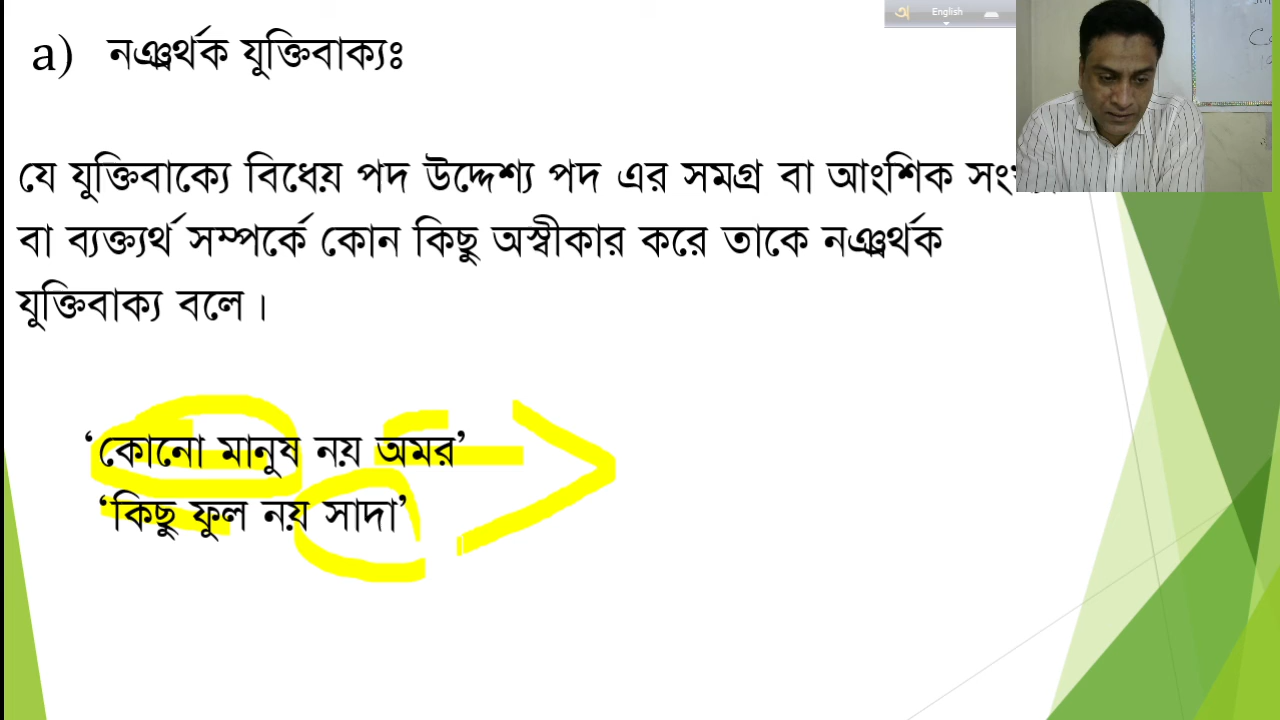 a) নঞর্থক যুক্তিবাক্যঃ
যে যুক্তিবাক্যে বিধেয় পদ উদ্দেশ্য পদ এর সমগ্র বা আংশিক
বা ব্যক্ত্যর্থ সম্পর্কে কোন কিছু অস্বীকার করে তাকে নঞর্থক
যুক্তিবাক্য বলে।
‘কোনো মানুষ নয় অমর’
‘কিছু ফুল নয় সাদা’
অ English